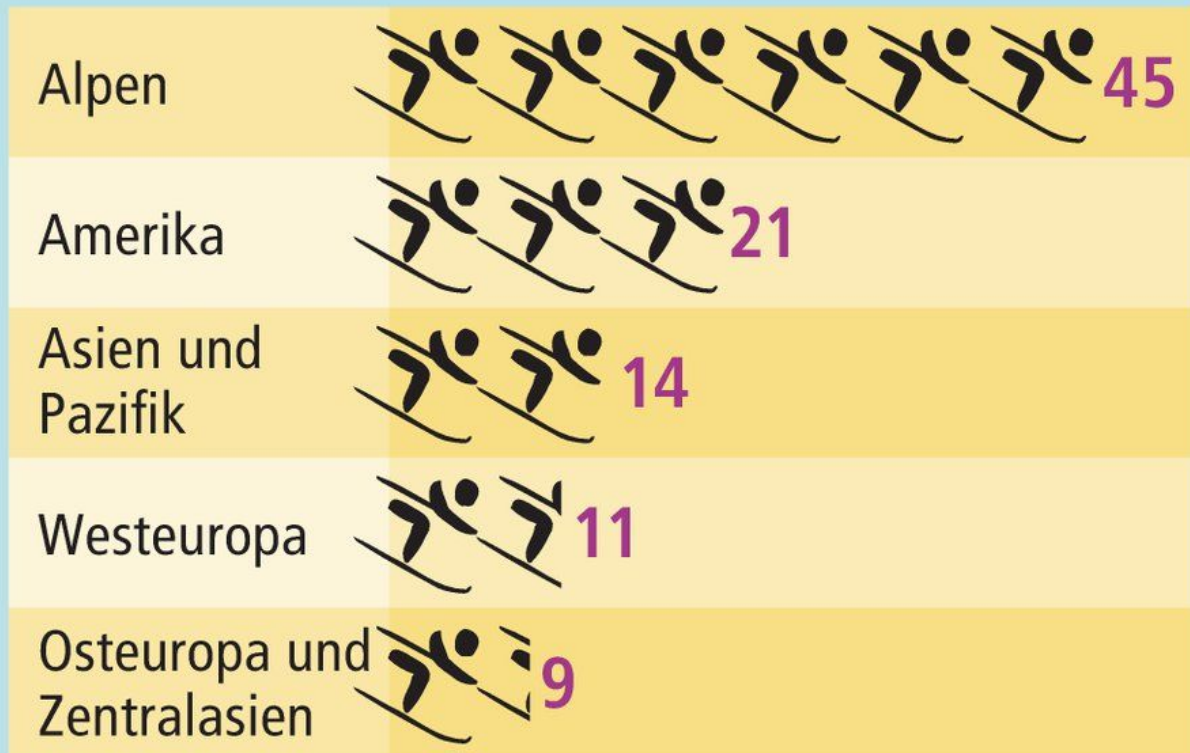 Alpen 45
Amerika 21
Asien und
Pazifik 14
Westeuropa 11
Osteuropa und
Zentralasien 9